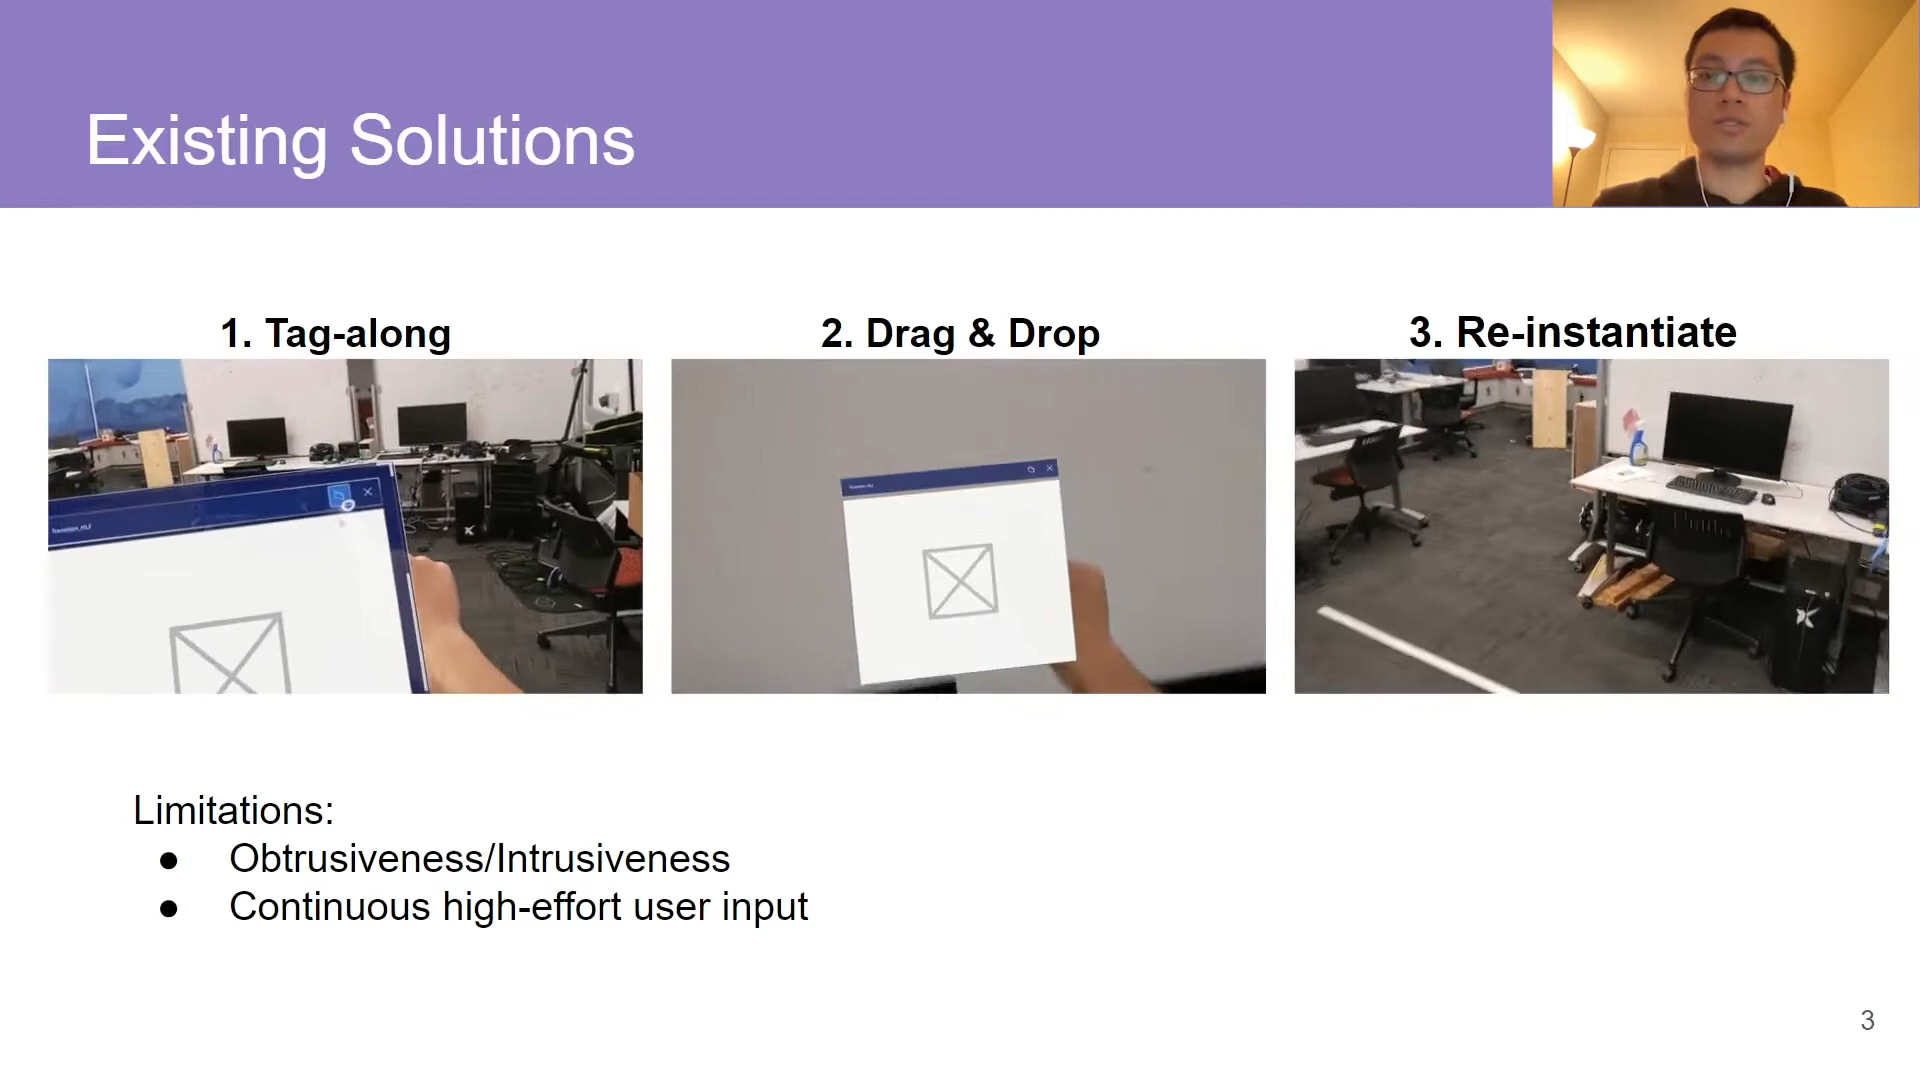 Existing Solutions
1. Tag-along
2. Drag & Drop
3. Re-instantiate
Limitations:
● Obtrusiveness/Intrusiveness
● Continuous high-effort user input
3